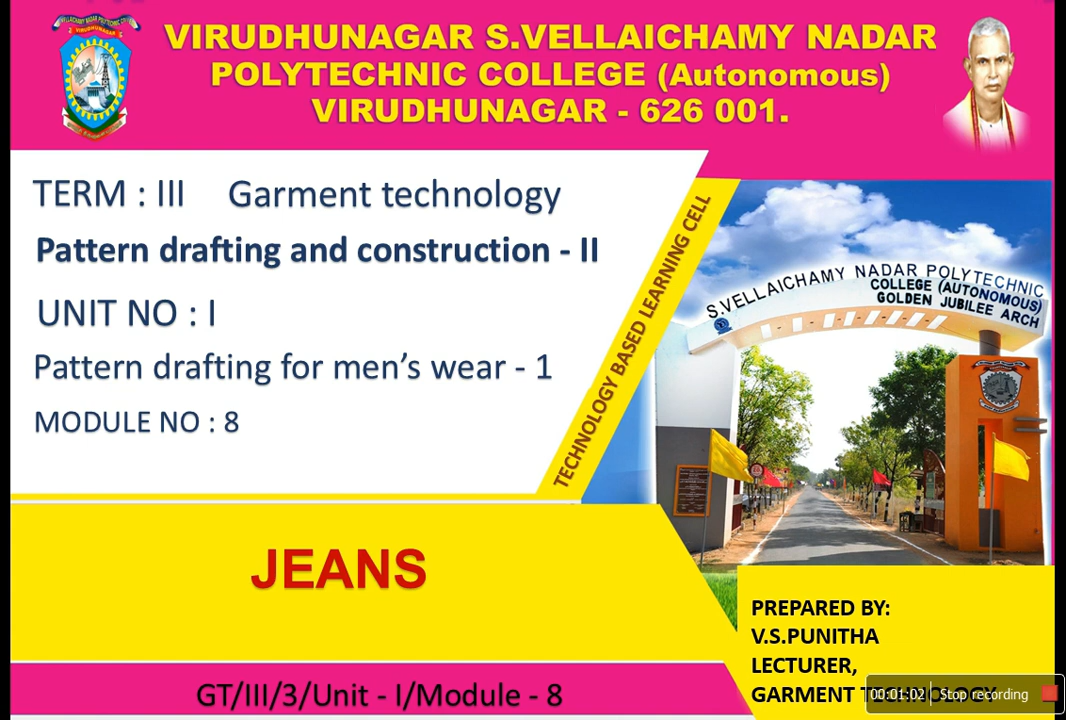 VIRUDHUNAGAR S.VELLAICHAMY NADAR
POLYTECHNIC COLLEGE (Autonomous)
VIRUDHUNAGAR - 626 001.
TERM : III Garment technology
Pattern drafting and construction - II
UNIT NO : I
Pattern drafting for men's wear - 1
MODULE NO : 8
TECHNOLOGY BASED LEARNING CELL
S.VELLAICHAMY NADAR POLYTECHNIC
COLLEGE (AUTONOMOUS)
GOLDEN JUBILEE ARCH
JEANS
PREPARED BY:
V.S.PUNITHA
LECTURER,
GARMENT TECHNOLOGY
GT/III/3/Unit - I/Module - 8
00:01:02 Stop recording